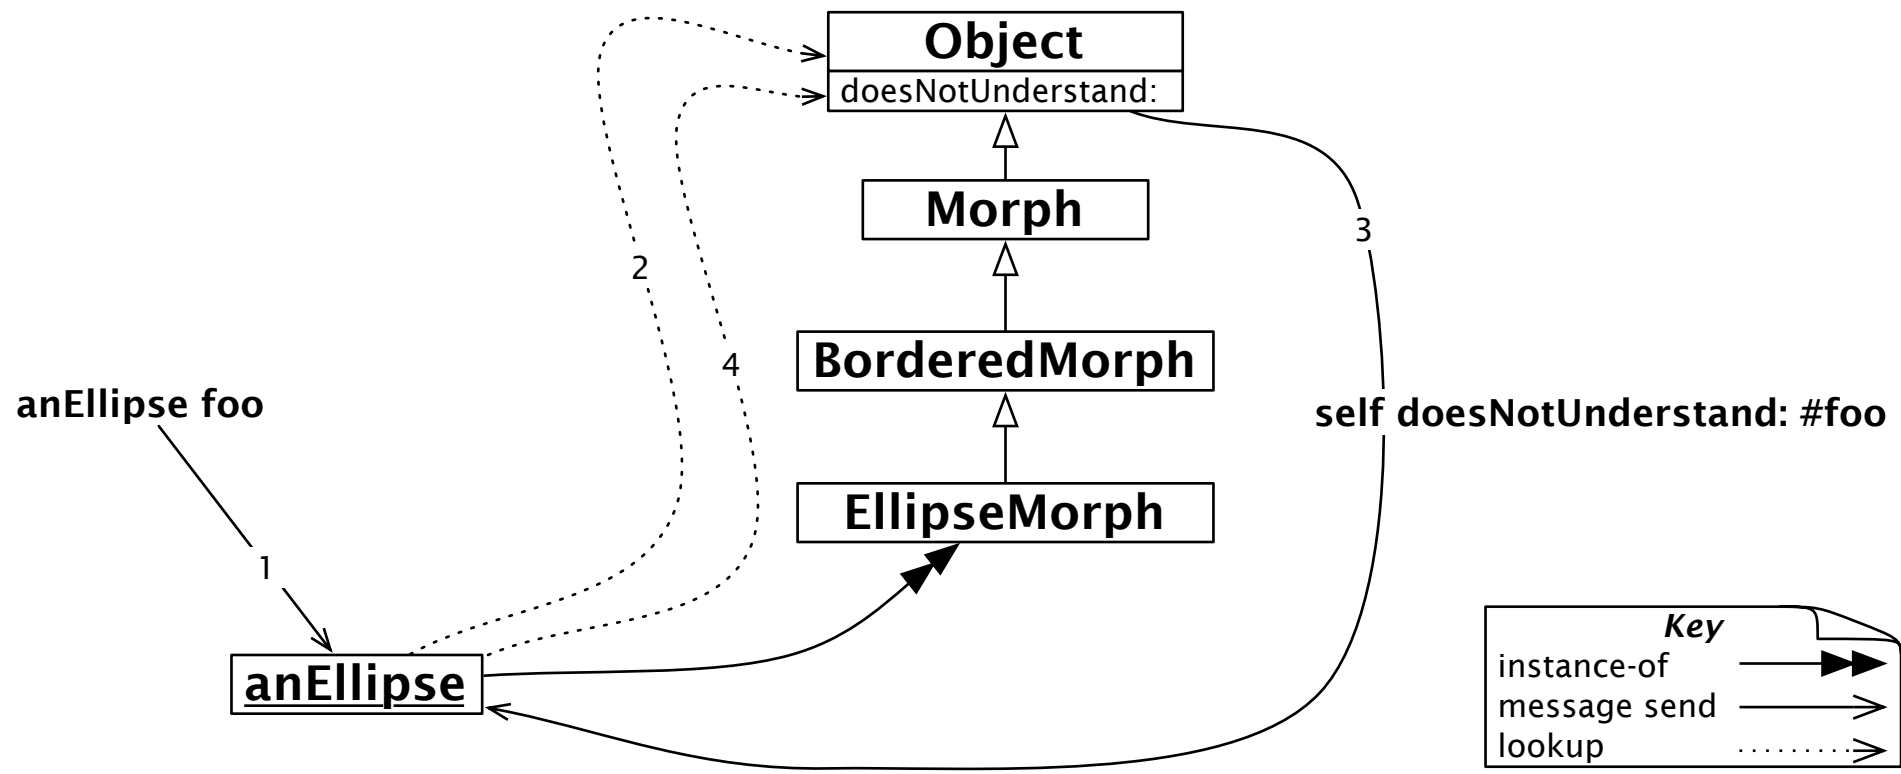 Object
doesNotUnderstand:
Morph
3
2
BorderedMorph
4
anEllipse foo
self doesNotUnderstand: #foo
EllipseMorph
1
anEllipse
Key
instance-of
message send
lookup